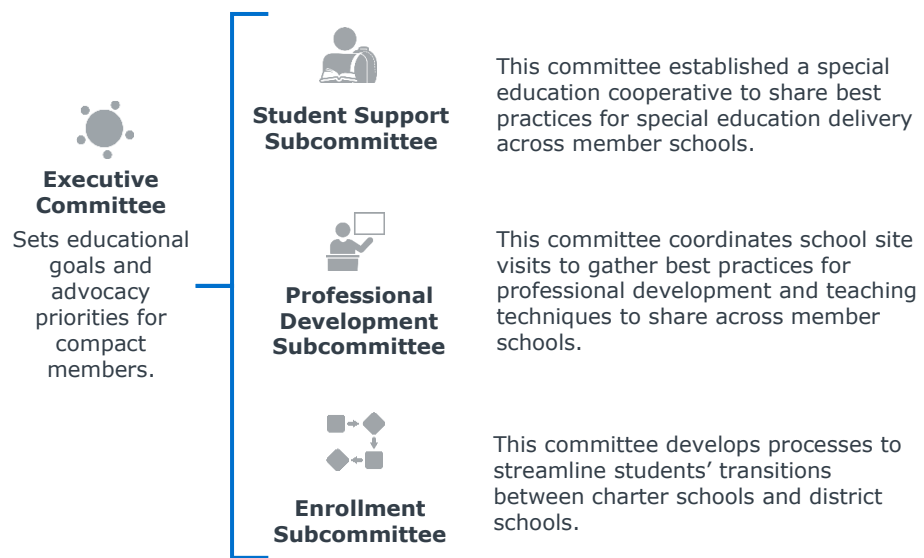 Executive
Committee
Sets educational
goals and
advocacy
priorities for
compact
members.
Student Support
Subcommittee
This committee established a special
education cooperative to share best
practices for special education delivery
across member schools.
Professional
Development
Subcommittee
This committee coordinates school site
visits to gather best practices for
professional development and teaching
techniques to share across member
schools.
Enrollment
Subcommittee
This committee develops processes to
streamline students’ transitions
between charter schools and district
schools.